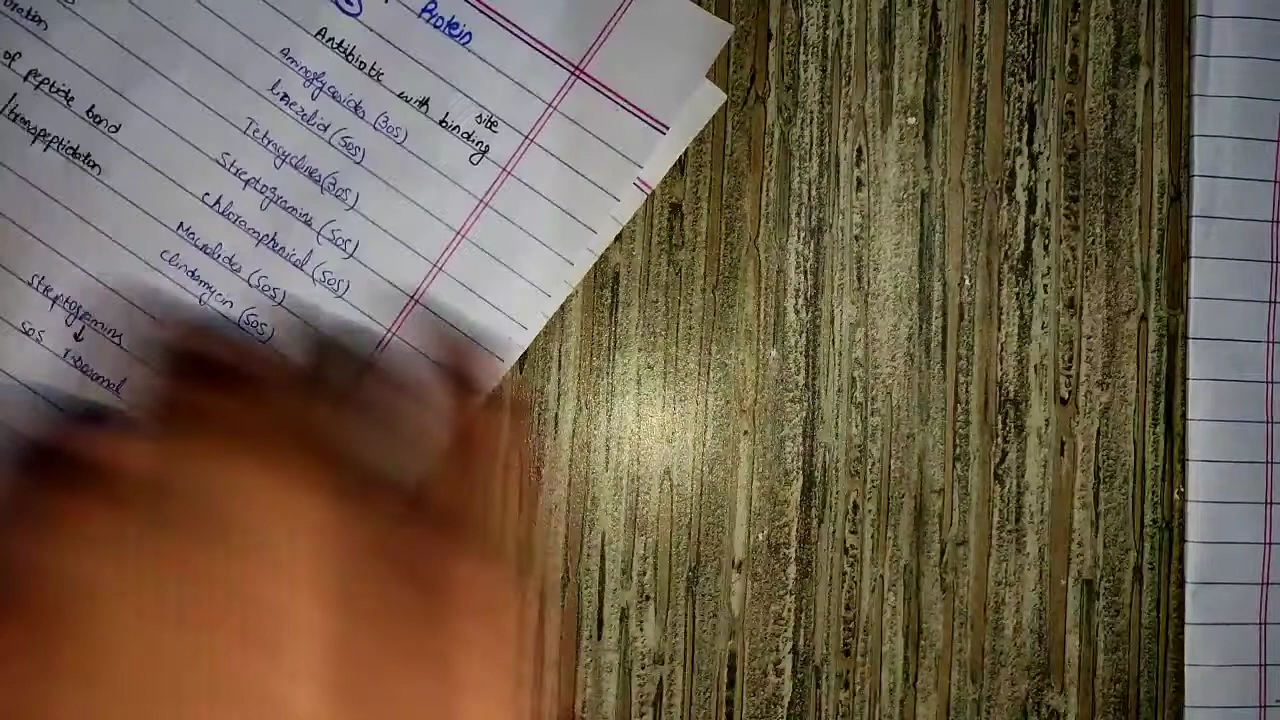 Protein
Antibiotic with binding site
Aminoglycosides (30S)
linezolid (50S)
Tetracyclines (30S)
Streptogramins (50S)
chloramphenicol (50S)
Macrolides (50S)
clindamycin (50S)
of peptide bond
/transpeptidation
Streptogramins
↓
50S ribosomal